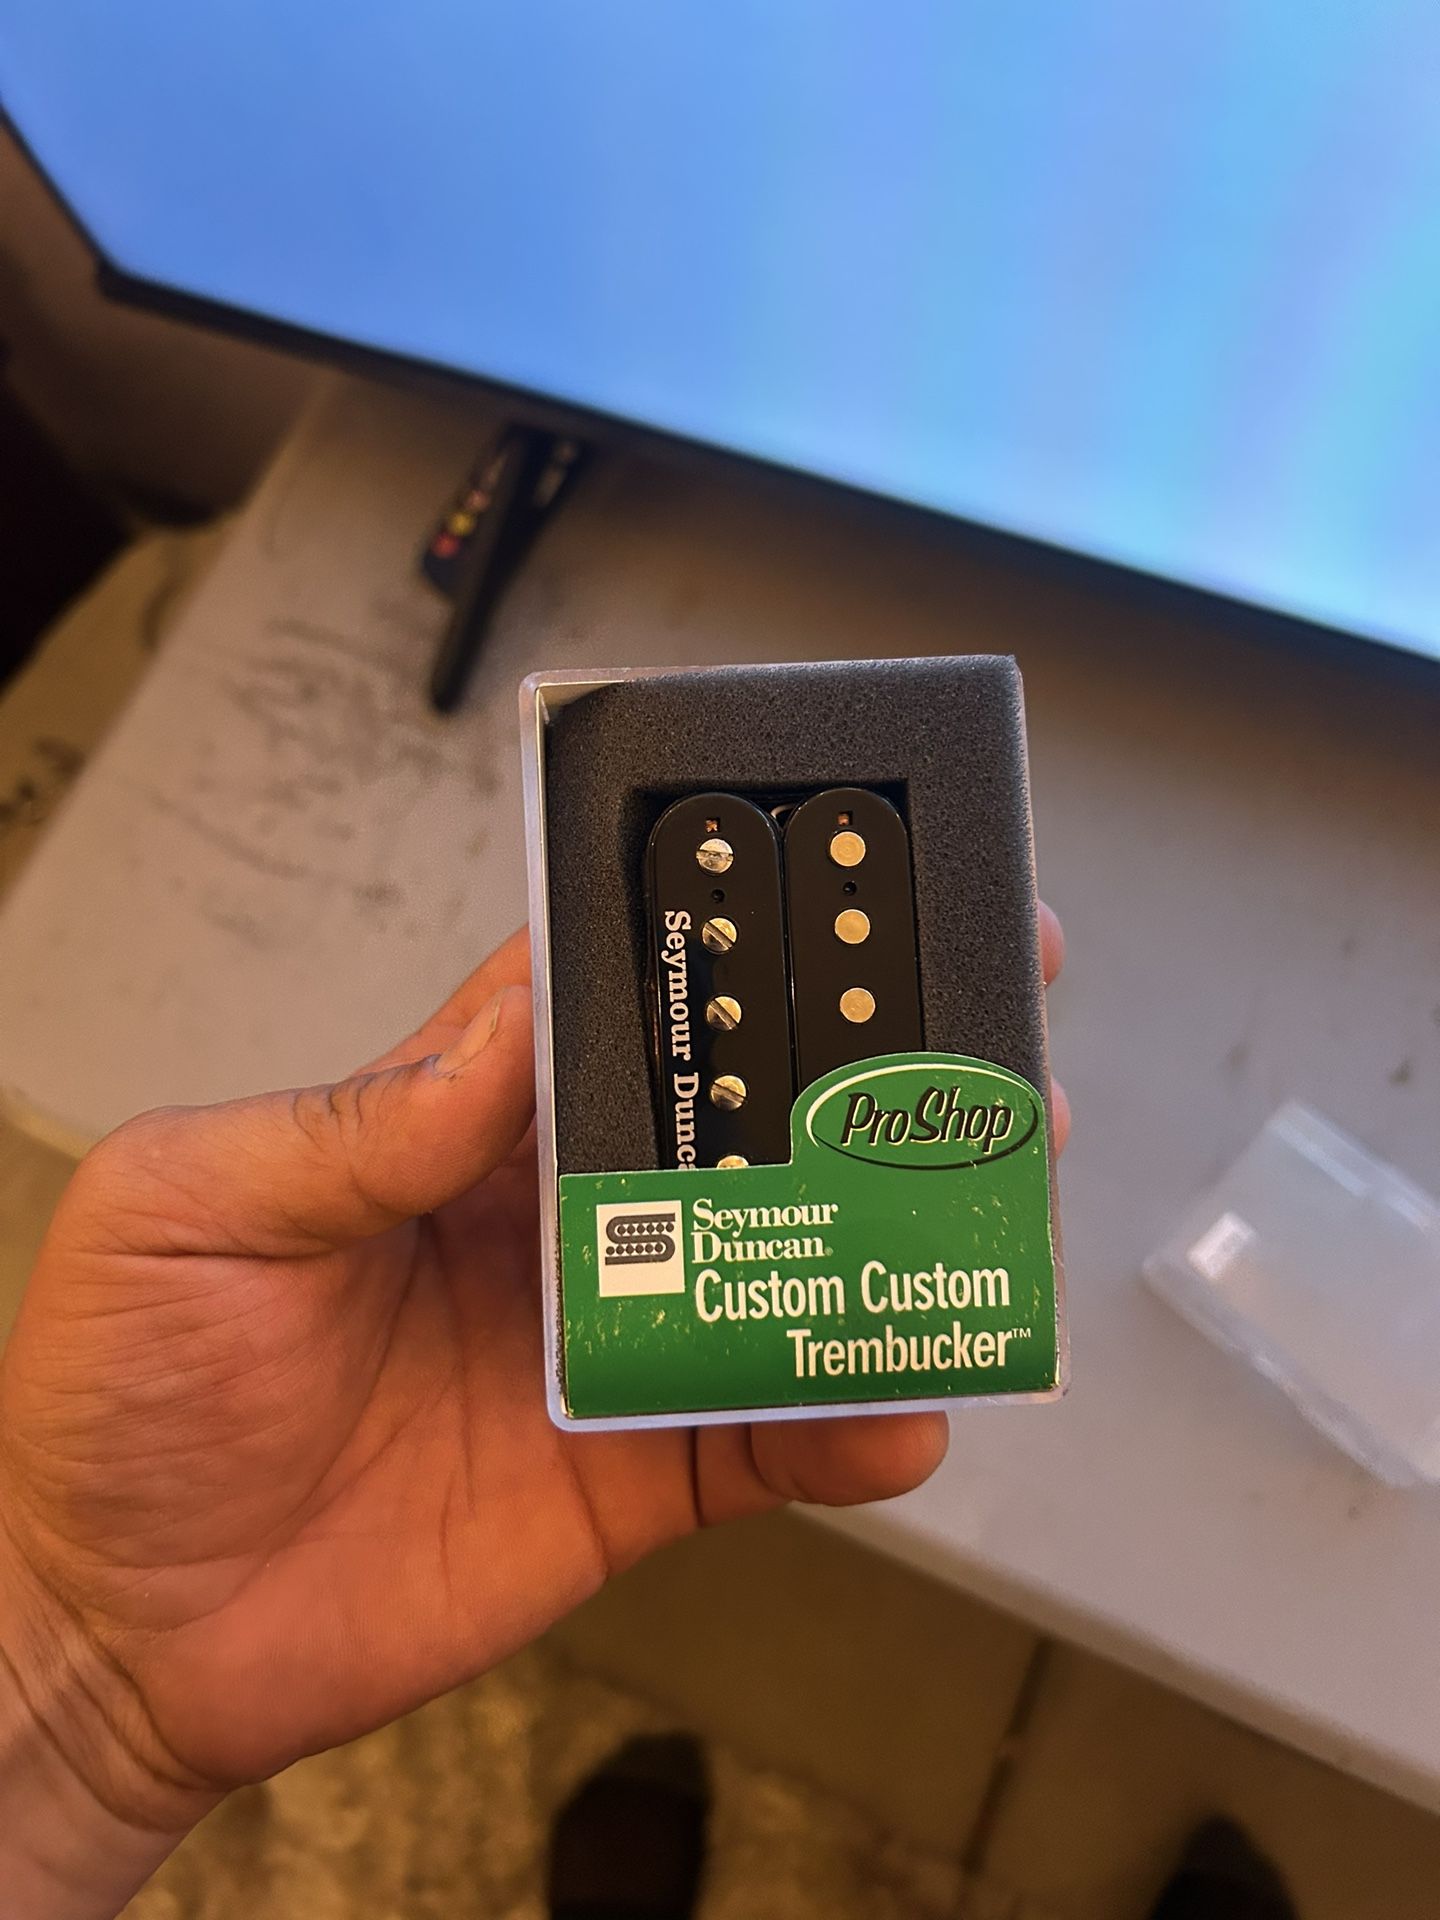 Seymour Dunca
ProShop
Seymour
Duncan®
Custom Custom
Trembucker™